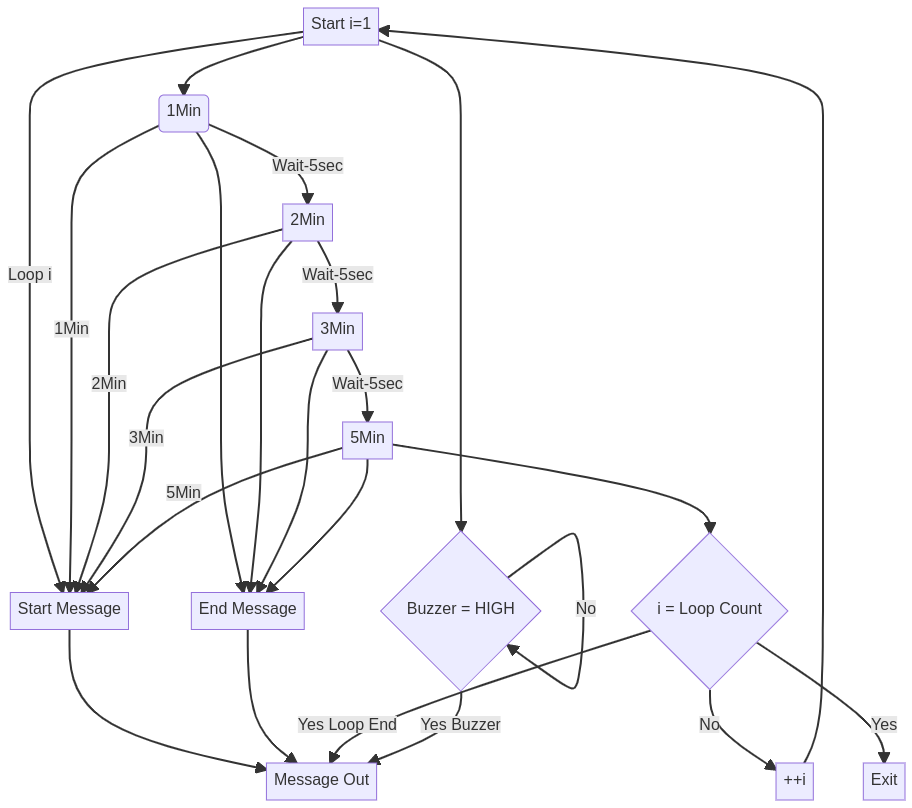 Start i=1
1Min
Wait-5sec
2Min
Loop i
Wait-5sec
1Min
3Min
2Min
Wait-5sec
3Min
5Min
5Min
Start Message
End Message
Buzzer = HIGH
No
i = Loop Count
Yes Loop End
Yes Buzzer
No
Yes
Message Out
++i
Exit